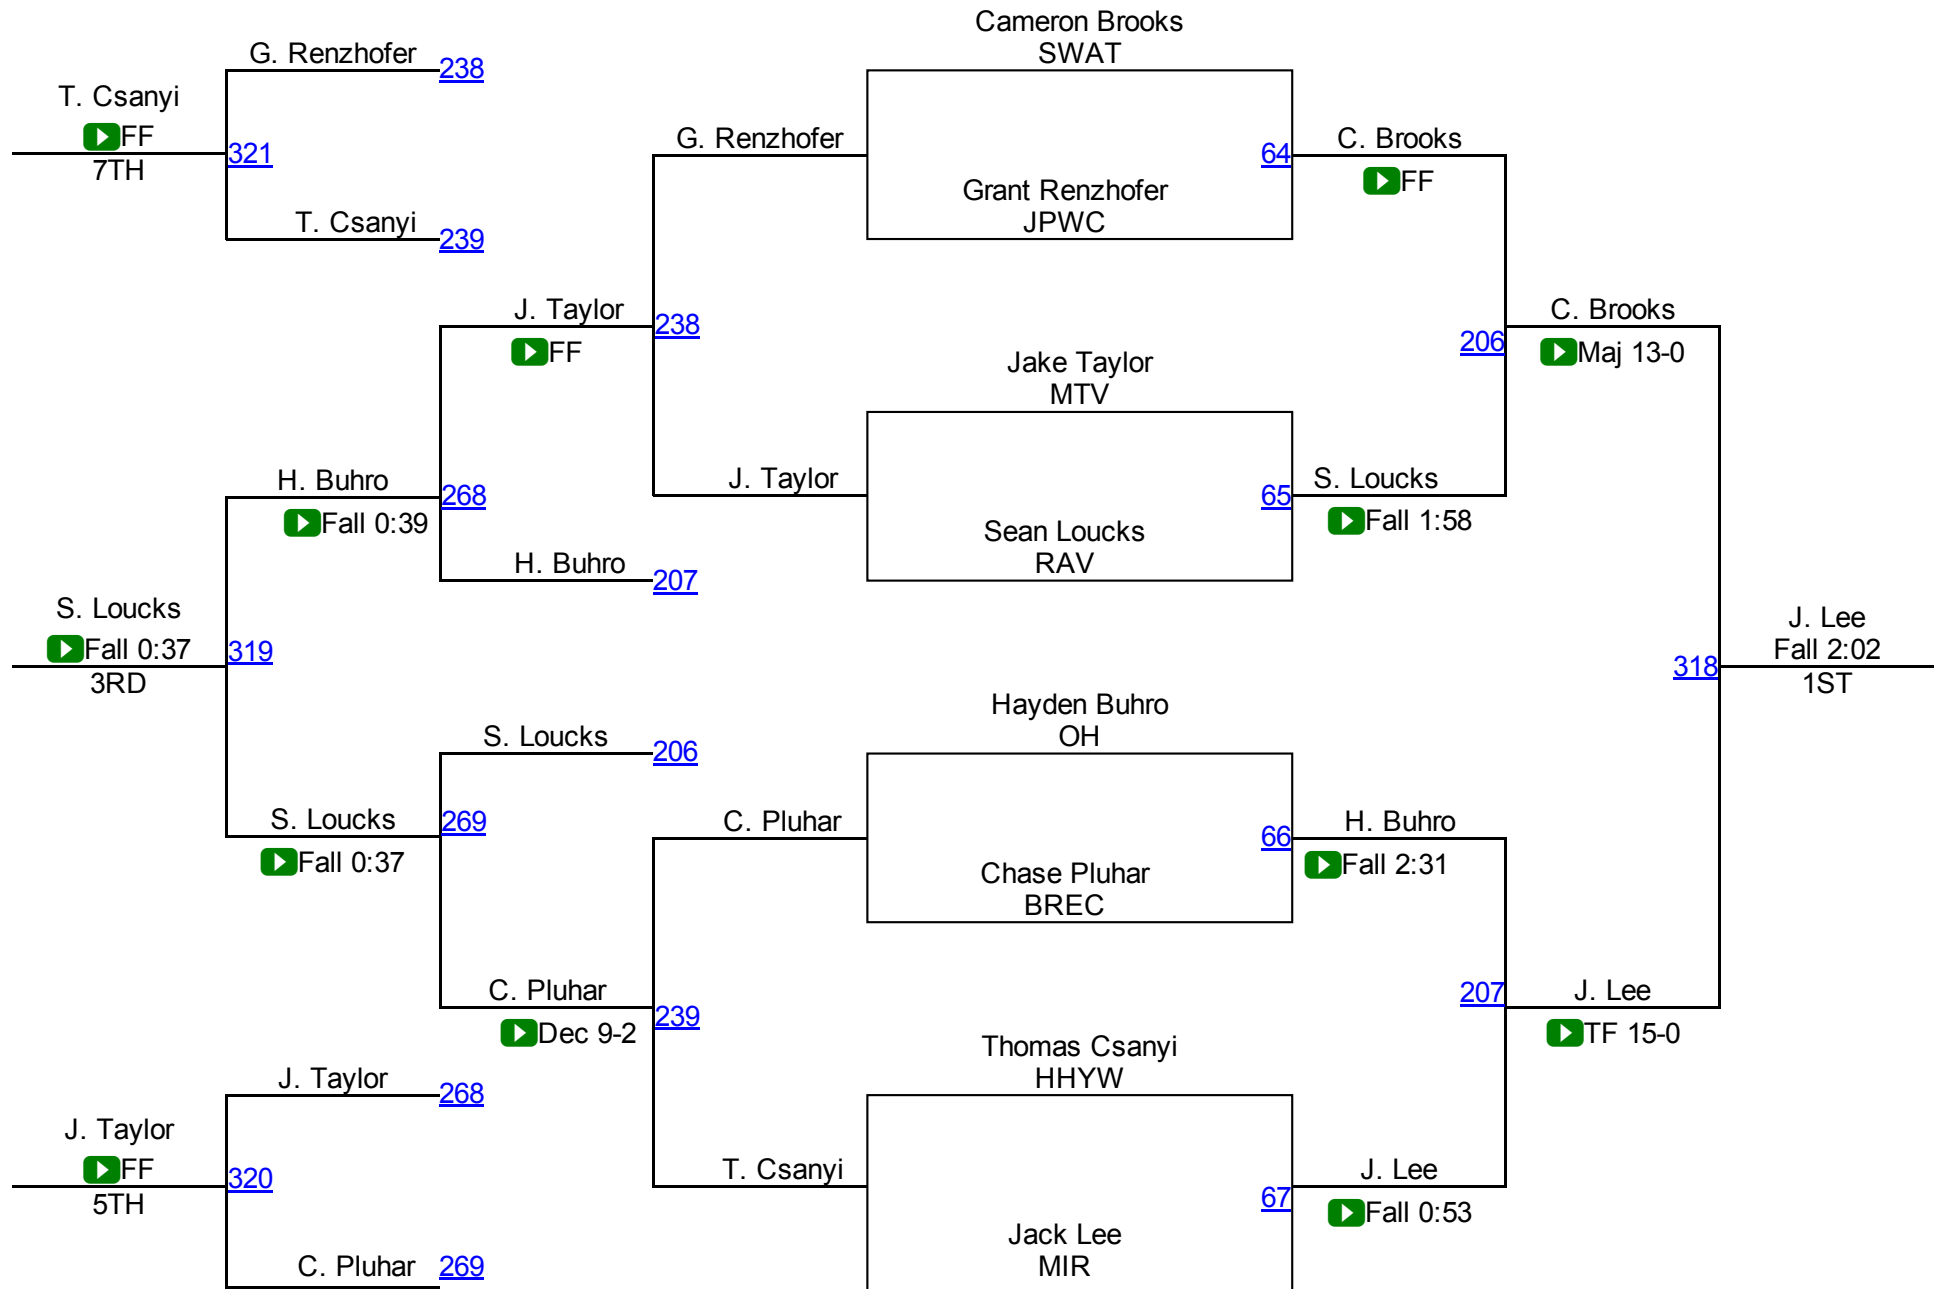 Cameron Brooks
SWAT
G. Renzhofer
238
T. Csanyi
FF
7TH
321
G. Renzhofer
64
C. Brooks
FF
Grant Renzhofer
JPWC
T. Csanyi
239
J. Taylor
FF
238
C. Brooks
Maj 13-0
206
Jake Taylor
MTV
H. Buhro
Fall 0:39
268
J. Taylor
65
S. Loucks
Fall 1:58
Sean Loucks
RAV
H. Buhro
207
S. Loucks
Fall 0:37
3RD
319
318
J. Lee
Fall 2:02
1ST
Hayden Buhro
OH
S. Loucks
206
S. Loucks
Fall 0:37
269
C. Pluhar
66
H. Buhro
Fall 2:31
Chase Pluhar
BREC
C. Pluhar
Dec 9-2
239
207
J. Lee
TF 15-0
Thomas Csanyi
HHYW
J. Taylor
268
J. Taylor
FF
5TH
320
T. Csanyi
67
J. Lee
Fall 0:53
Jack Lee
MIR
C. Pluhar
269